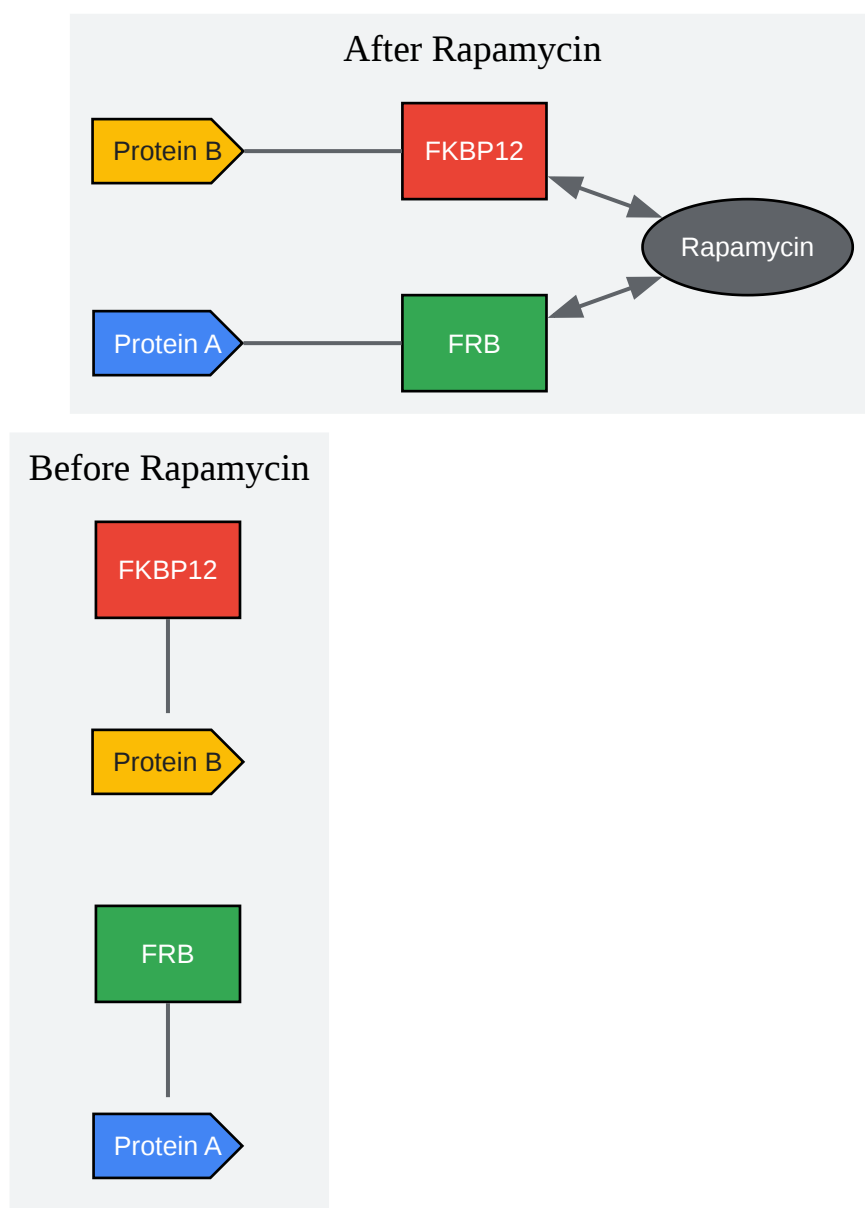 After Rapamycin
Protein B
FKBP12
Rapamycin
Protein A
FRB
Before Rapamycin
FKBP12
Protein B
FRB
Protein A